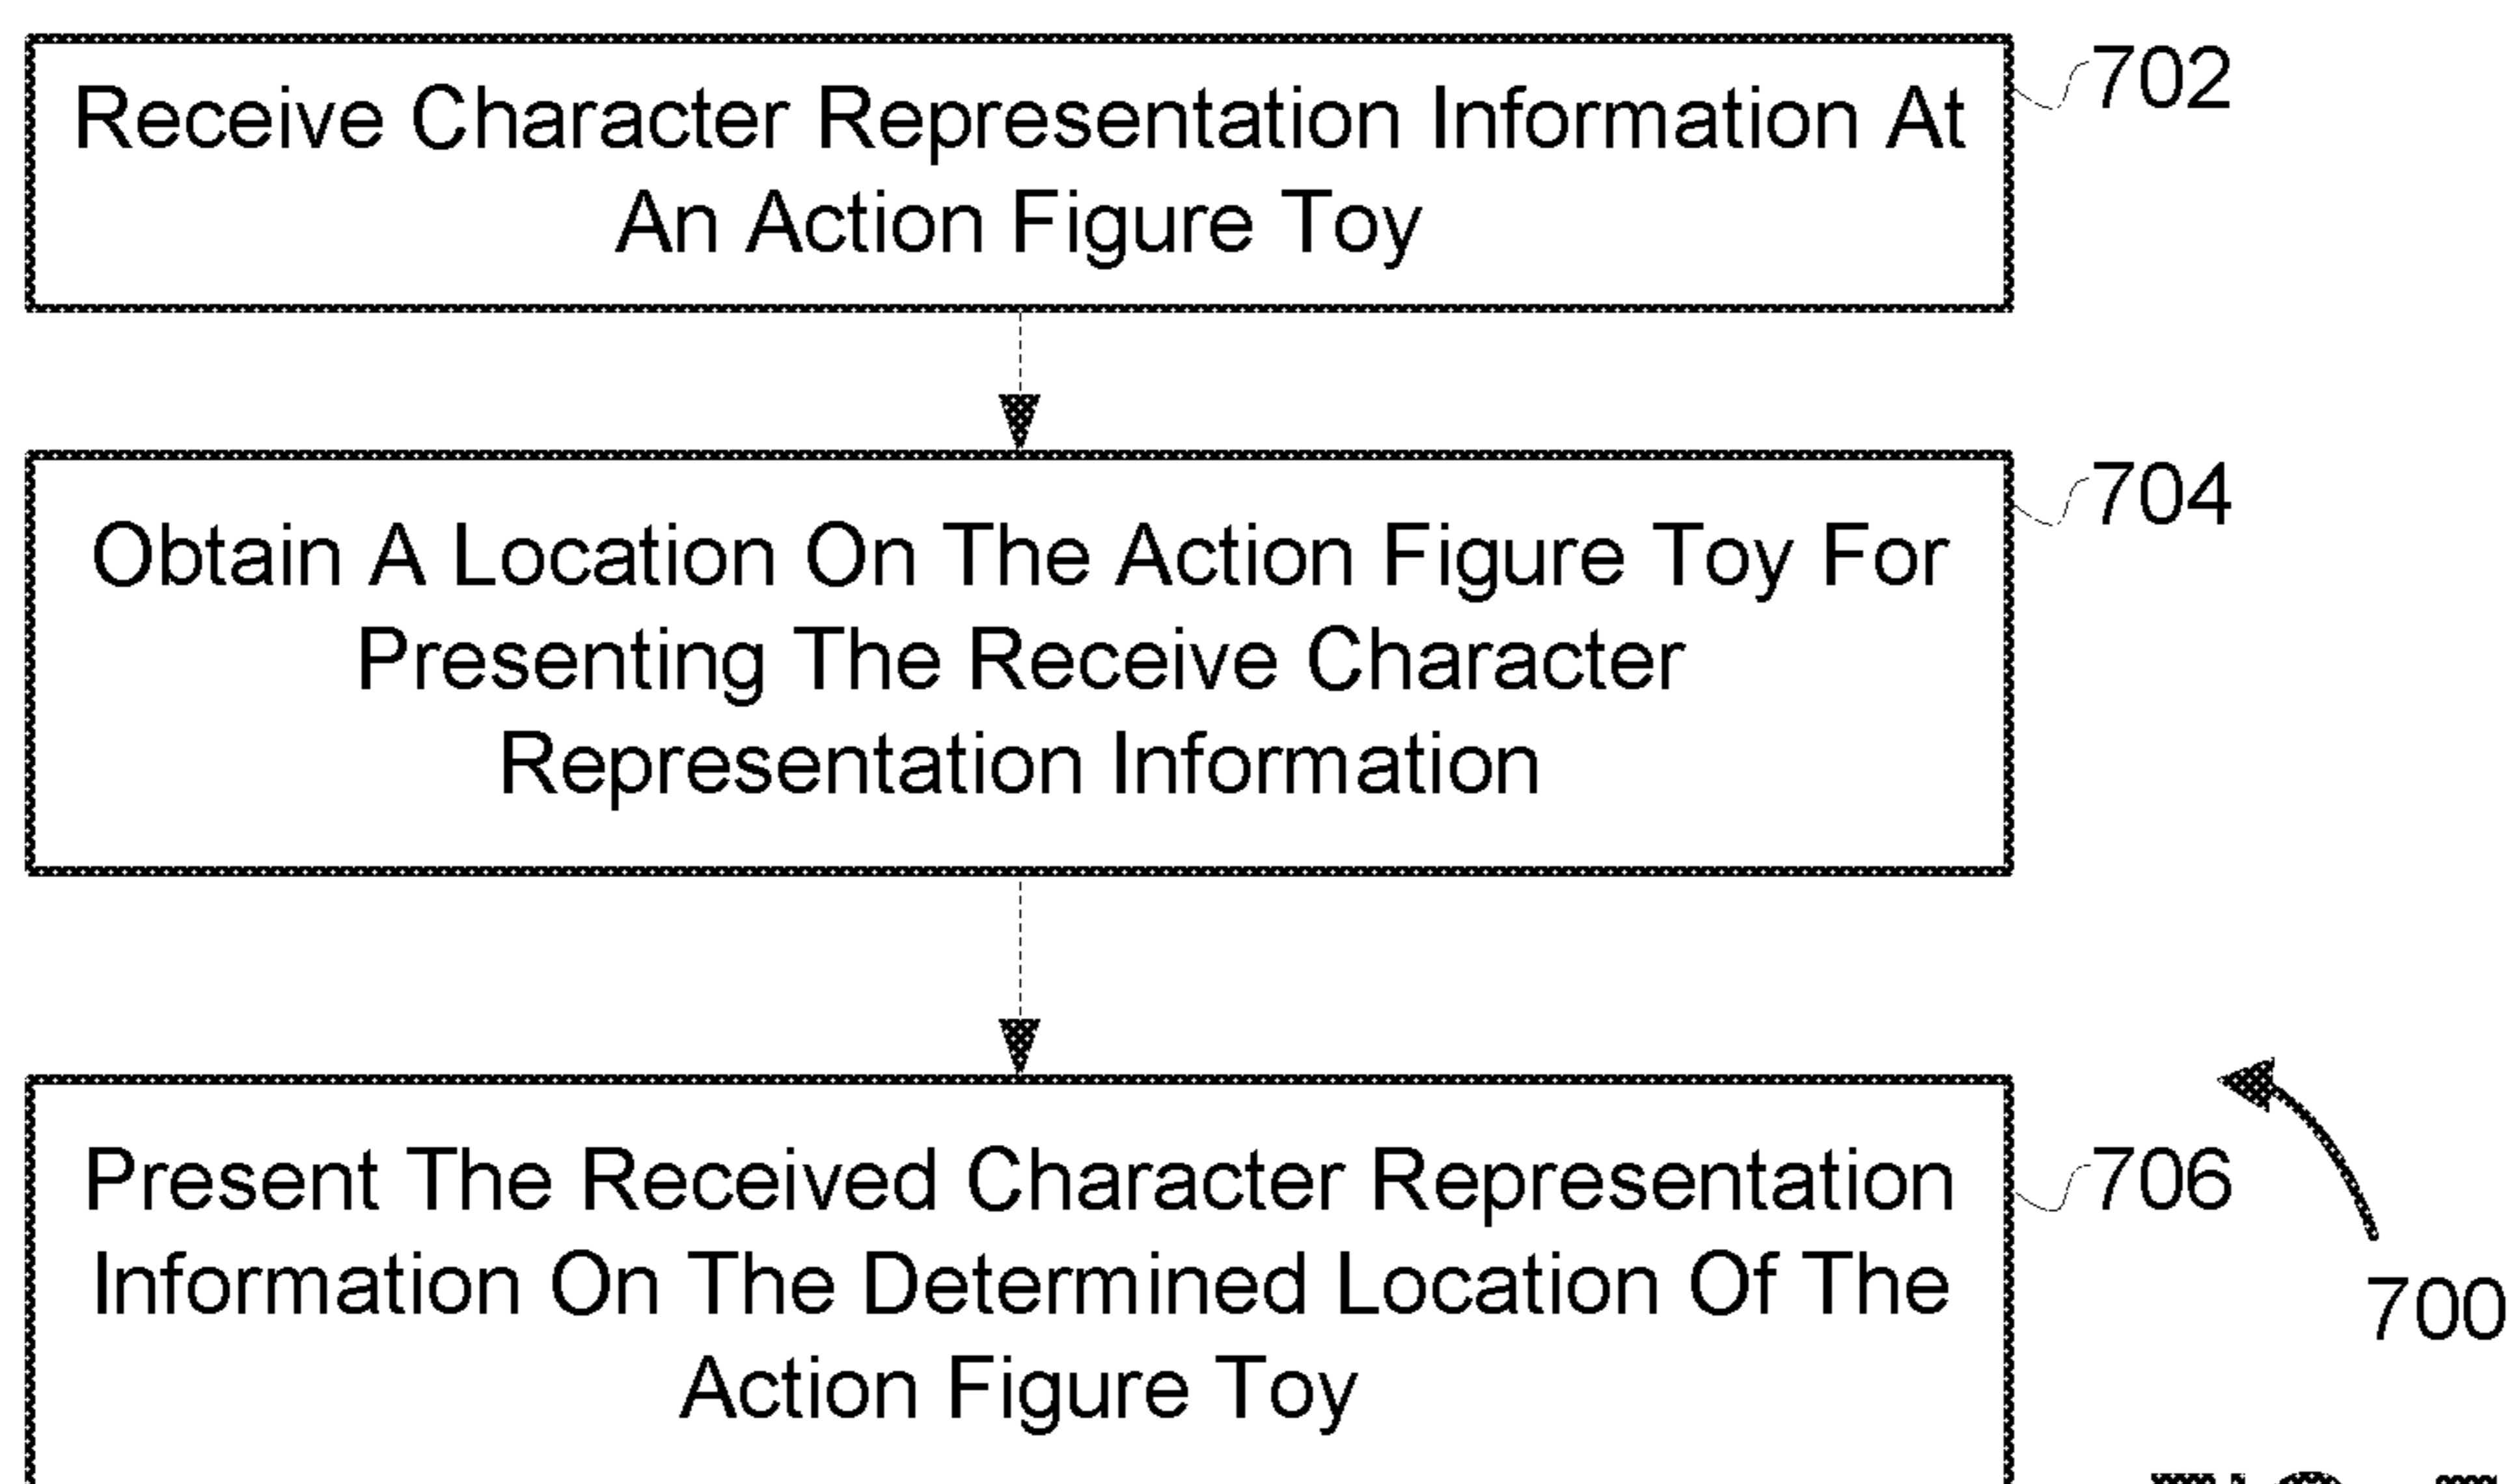 Receive Character Representation Information At
An Action Figure Toy
702
Obtain A Location On The Action Figure Toy For
Presenting The Receive Character
Representation Information
704
Present The Received Character Representation
Information On The Determined Location Of The
Action Figure Toy
706
700